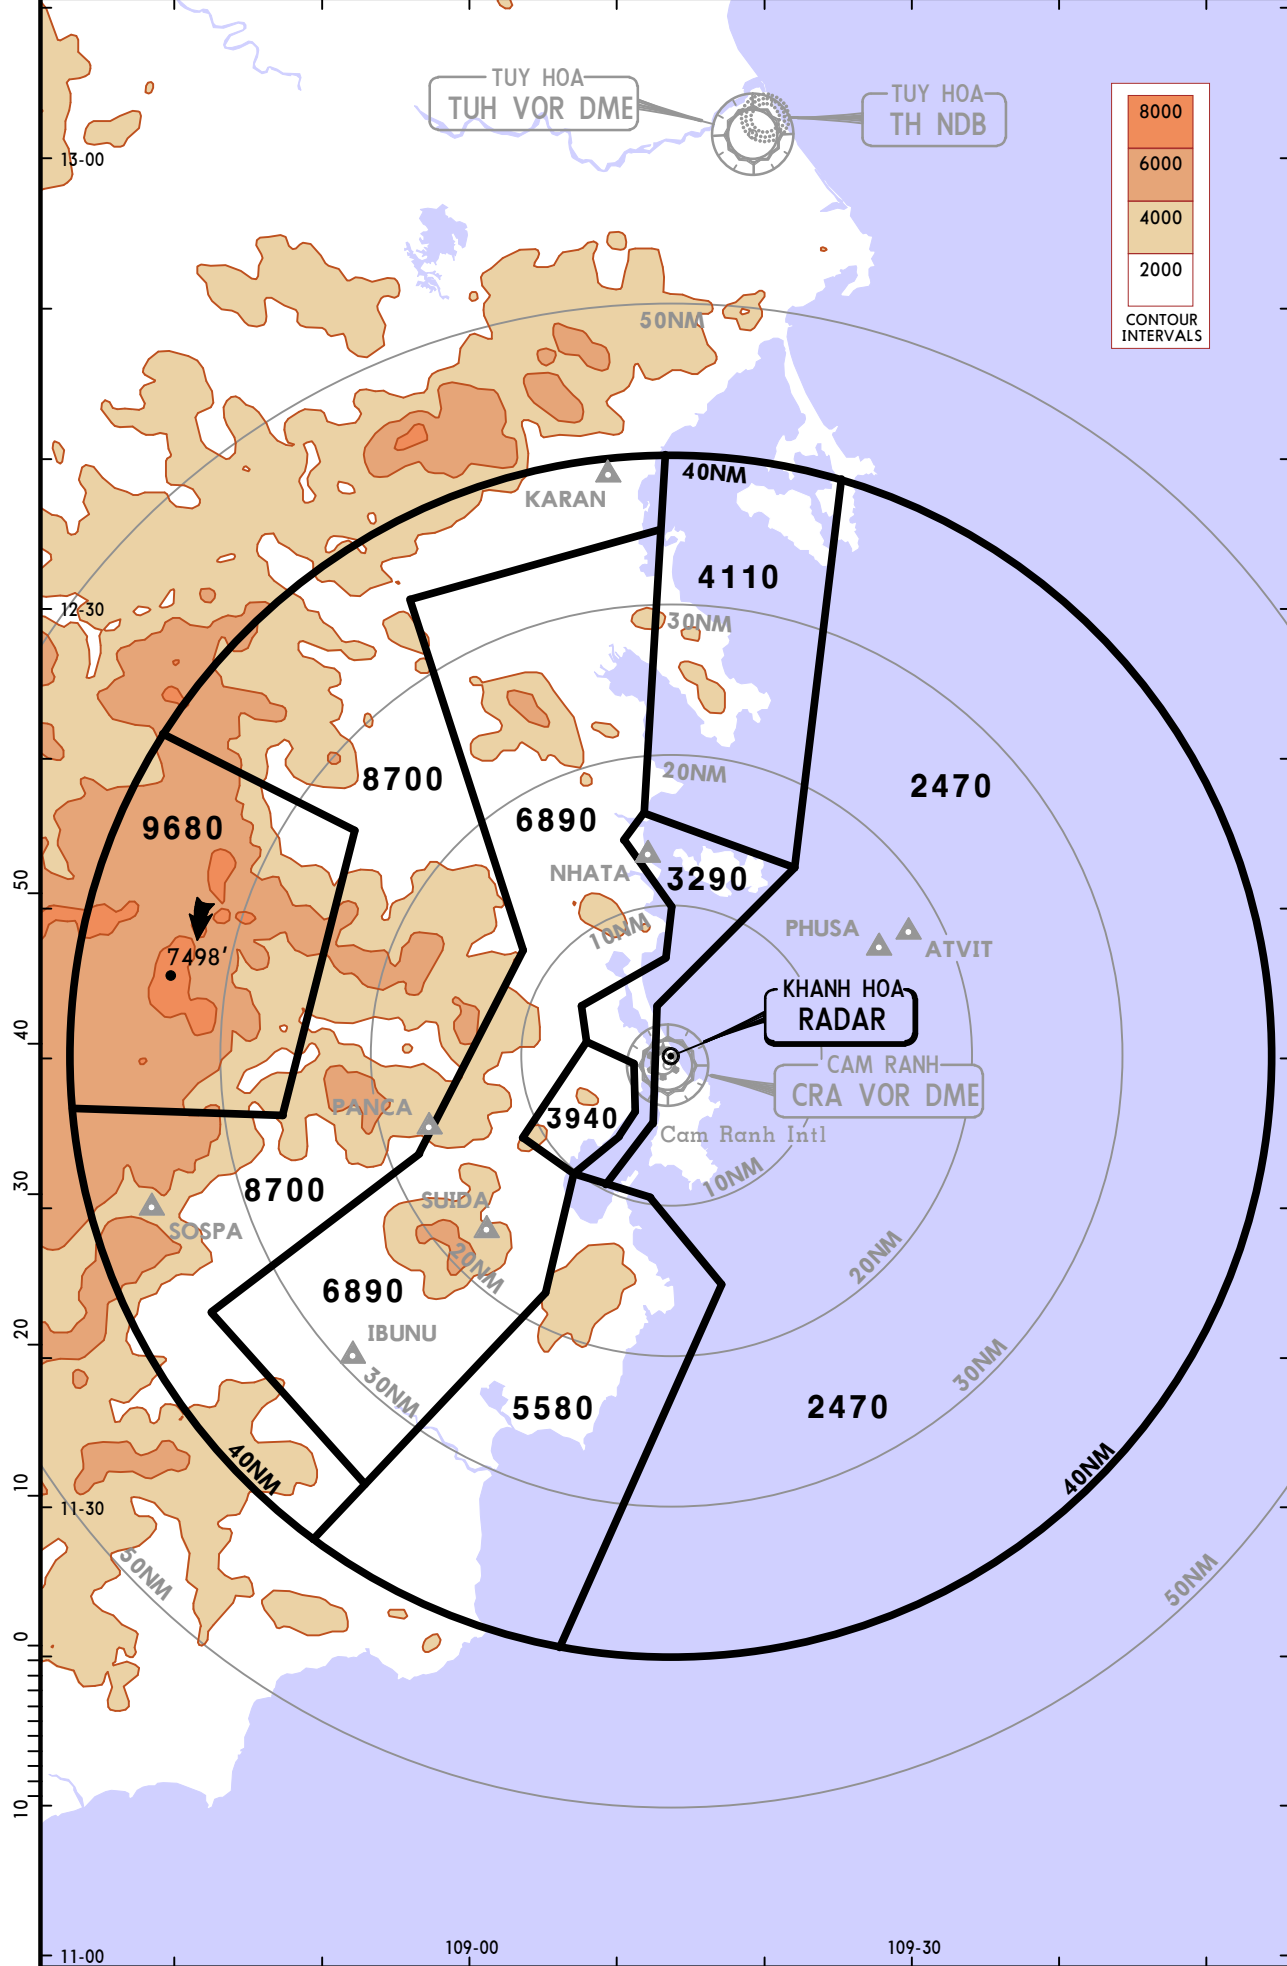 TUY HOA
TUH VOR DME
TUY HOA
TH NDB
8000
6000
4000
2000
CONTOUR
INTERVALS
13-00
50NM
40NM
KARAN
4110
12-30
30NM
8700
20NM
2470
9680
6890
NHATA
3290
50
10NM
PHUSA
ATVIT
7498'
KHANH HOA
RADAR
40
CAM RANH
CRA VOR DME
PANCA
3940
Cam Ranh Intl
10NM
30
8700
SUIDA
SOSPA
20NM
20NM
6890
20
IBUNU
30NM
30NM
5580
2470
40NM
40NM
10
11-30
50NM
50NM
0
10
11-00
109-00
109-30